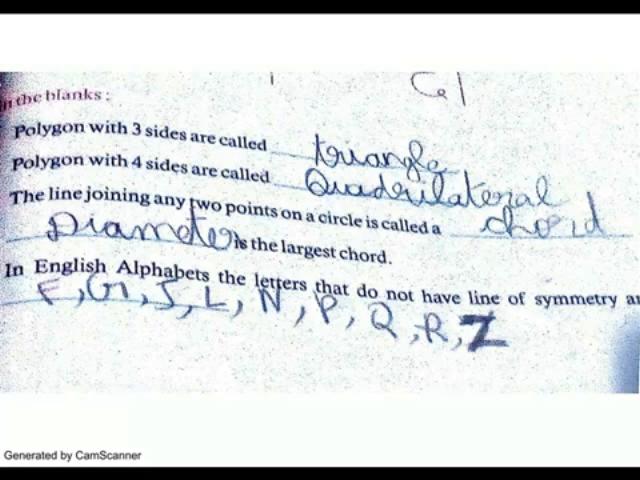 n the blanks :
Polygon with 3 sides are called triangle
Polygon with 4 sides are called Quadrilateral
The line joining any two points on a circle is called a chord
Diameter is the largest chord.
In English Alphabets the letters that do not have line of symmetry ar
F, G, J, L, N, P, Q, R, Z
Generated by CamScanner